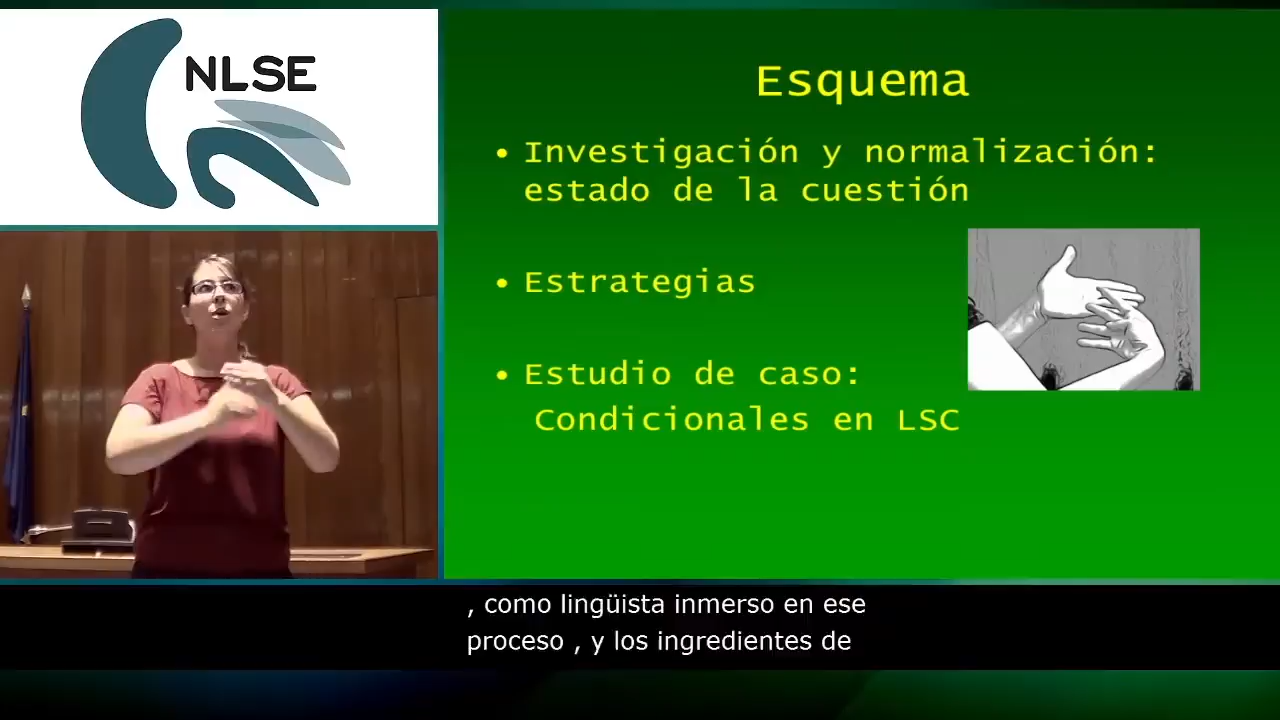 CNLSE
Esquema
• Investigación y normalización:
estado de la cuestión
• Estrategias
• Estudio de caso:
Condicionales en LSC
, como lingüista inmerso en ese
proceso , y los ingredientes de